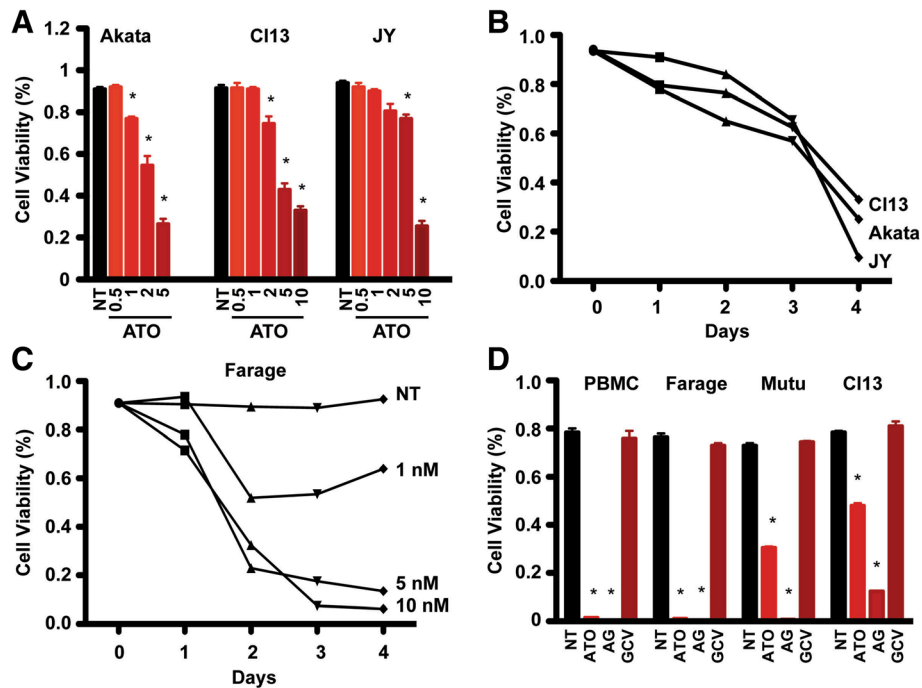 A
Akata Cl13 JY
Cell Viability (%)
1.2
1.0
0.8
0.6
0.4
0.2
0
* * *
* * *
* *
NT 0.5 1 2 5 NT 0.5 1 2 5 10 NT 0.5 1 2 5 10
ATO ATO ATO
B
Cell Viability (%)
1.0
0.8
0.6
0.4
0.2
0.0
Cl13
Akata
JY
0 1 2 3 4
Days
C
Farage
Cell Viability (%)
1.0
0.8
0.6
0.4
0.2
0.0
NT
1 nM
5 nM
10 nM
0 1 2 3 4
Days
D
PBMC Farage Mutu Cl13
Cell Viability (%)
1.0
0.8
0.6
0.4
0.2
0
* * * * * * * *
NT ATO AG GCV NT ATO AG GCV NT ATO AG GCV NT ATO AG GCV